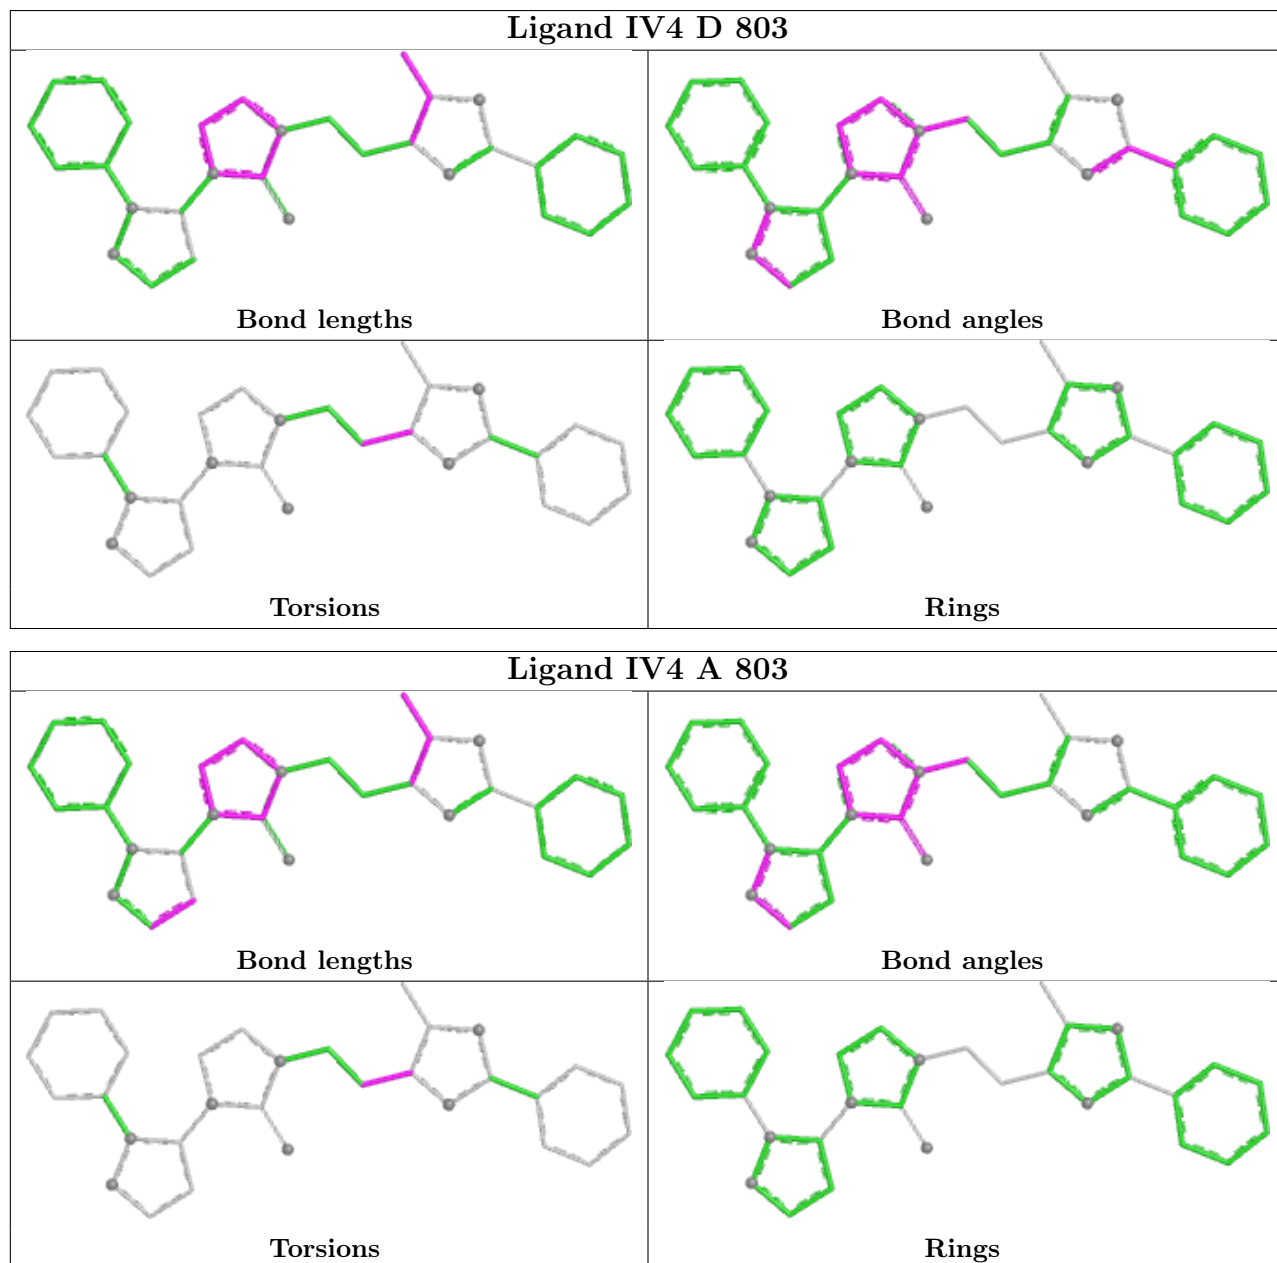 Ligand IV4 D 803
Bond lengths
Bond angles
Torsions
Rings
Ligand IV4 A 803
Bond lengths
Bond angles
Torsions
Rings